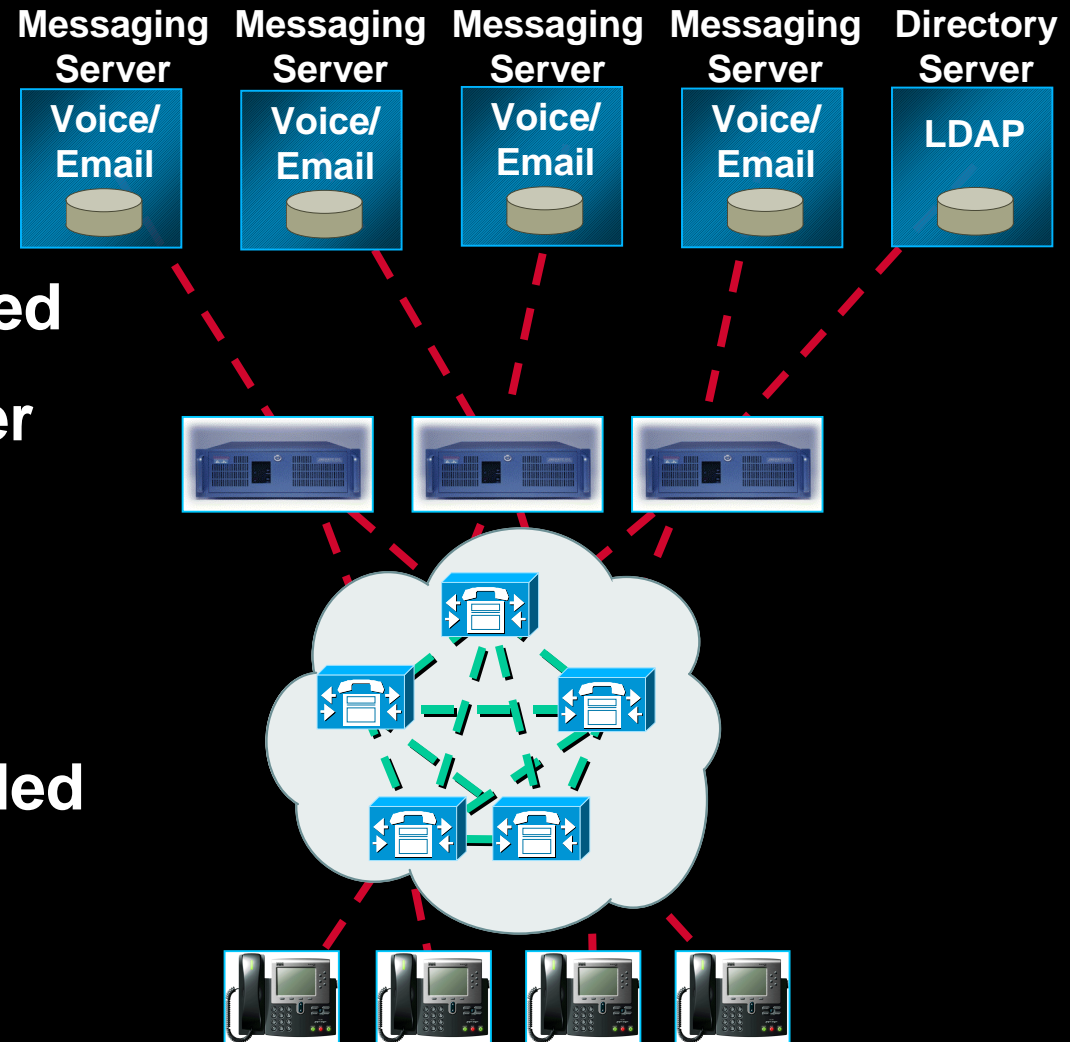 Messaging Messaging Messaging Messaging Directory
Server Server Server Server Server
Voice/ Voice/ Voice/ Voice/ LDAP
Email Email Email Email
ed
er
led